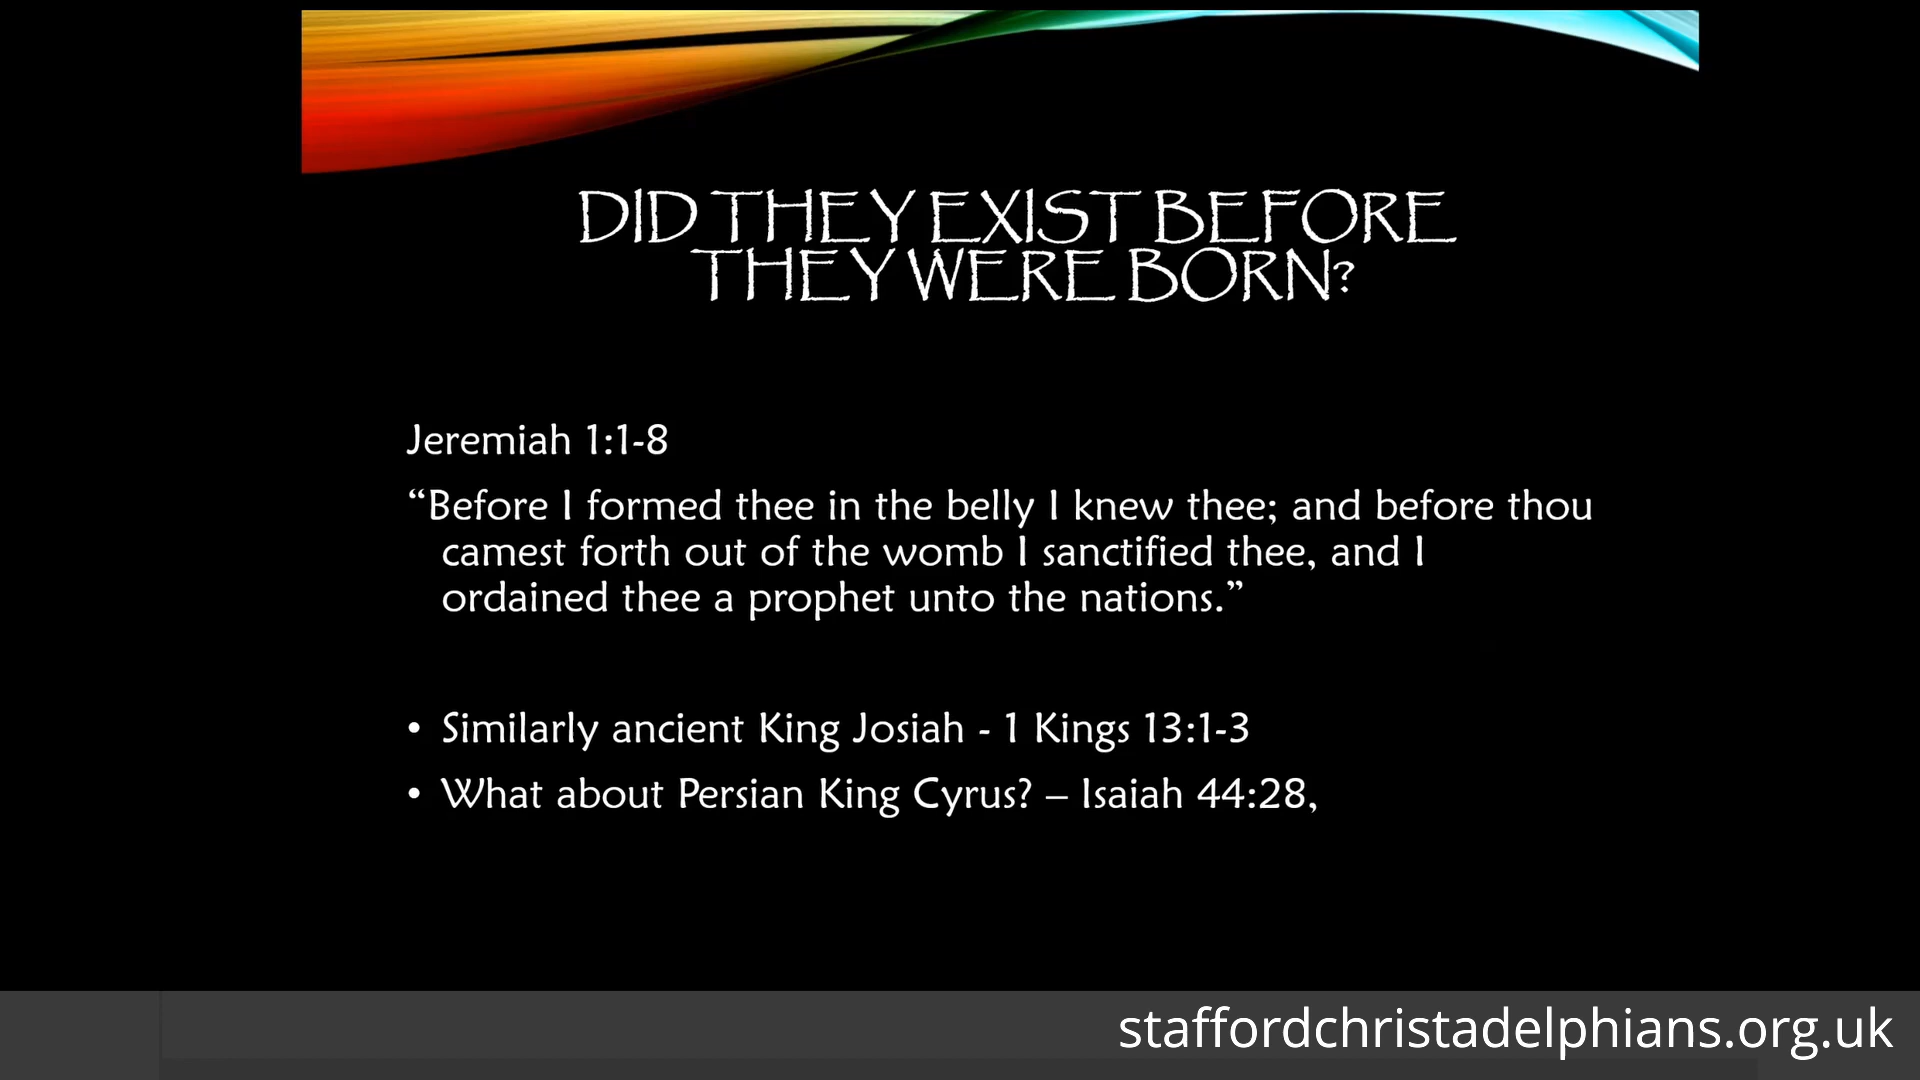 DID THEY EXIST BEFORE
THEY WERE BORN?
Jeremiah 1:1-8
“Before I formed thee in the belly I knew thee; and before thou
camest forth out of the womb I sanctified thee, and I
ordained thee a prophet unto the nations.”
• Similarly ancient King Josiah - 1 Kings 13:1-3
• What about Persian King Cyrus? – Isaiah 44:28,
staffordchristadelphians.org.uk